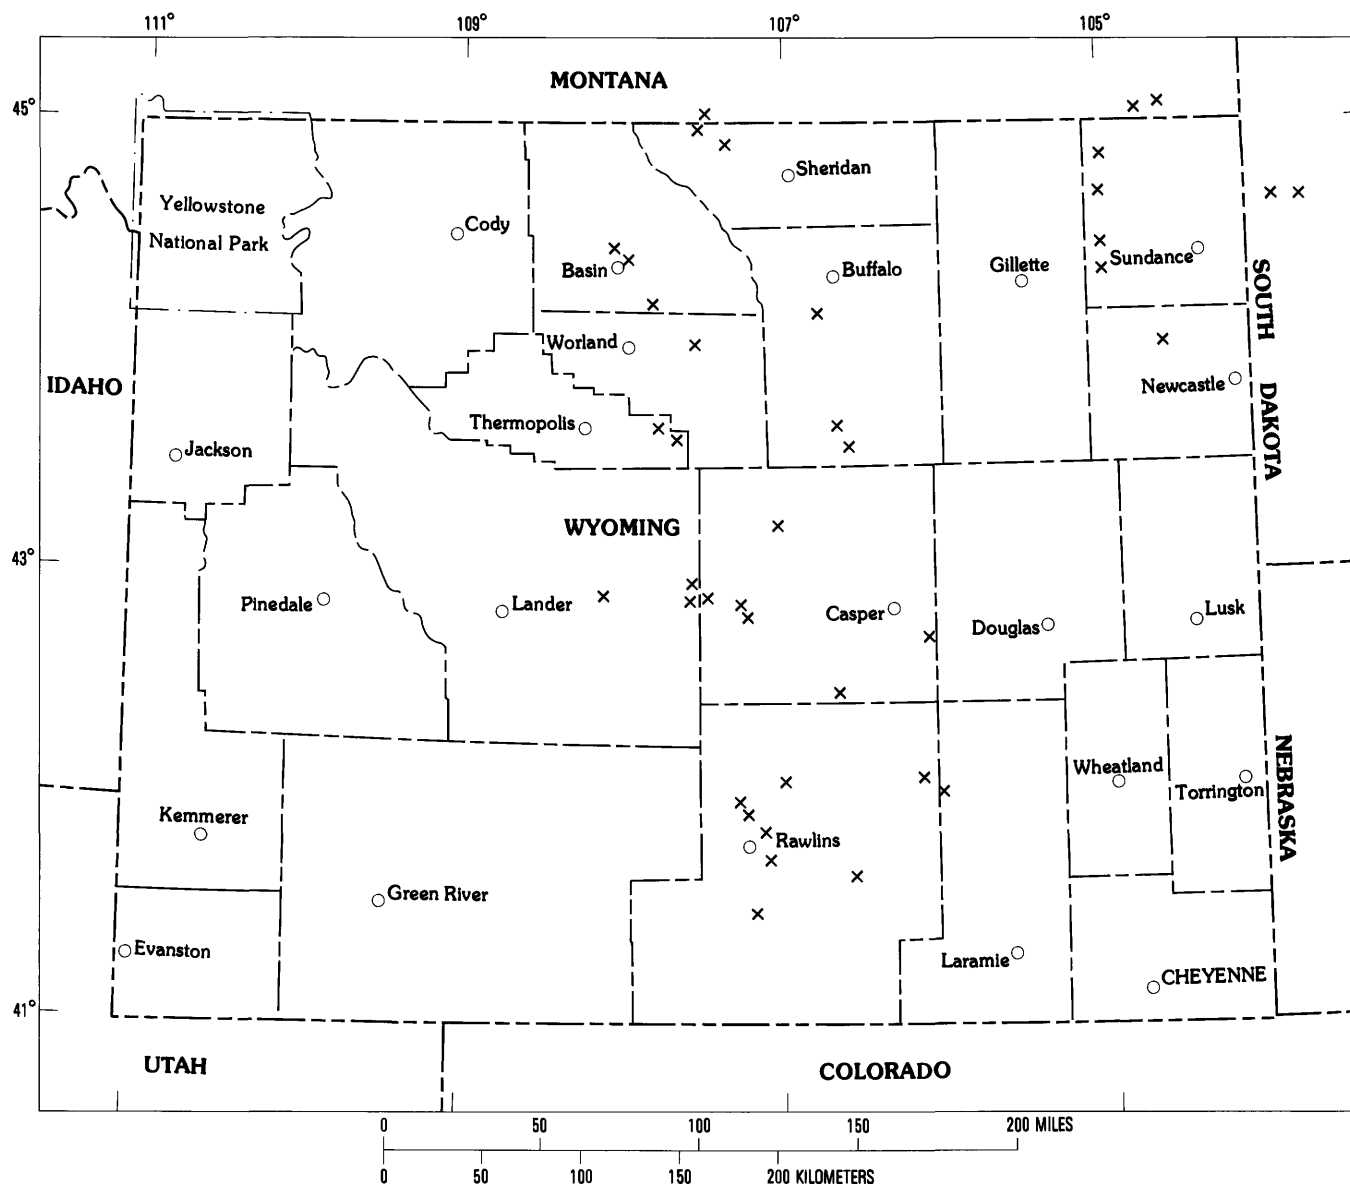 111°
109°
107°
105°
MONTANA
45°
Sheridan
Yellowstone
National Park
Cody
Basin
Buffalo
Gillette
Sundance
SOUTH DAKOTA
Worland
IDAHO
Newcastle
Thermopolis
Jackson
WYOMING
43°
Pinedale
Lander
Casper
Douglas
Lusk
NEBRASKA
Wheatland
Torrington
Kemmerer
Rawlins
Green River
Evanston
Laramie
CHEYENNE
41°
UTAH
COLORADO
0 50 100 150 200 MILES
0 50 100 150 200 KILOMETERS